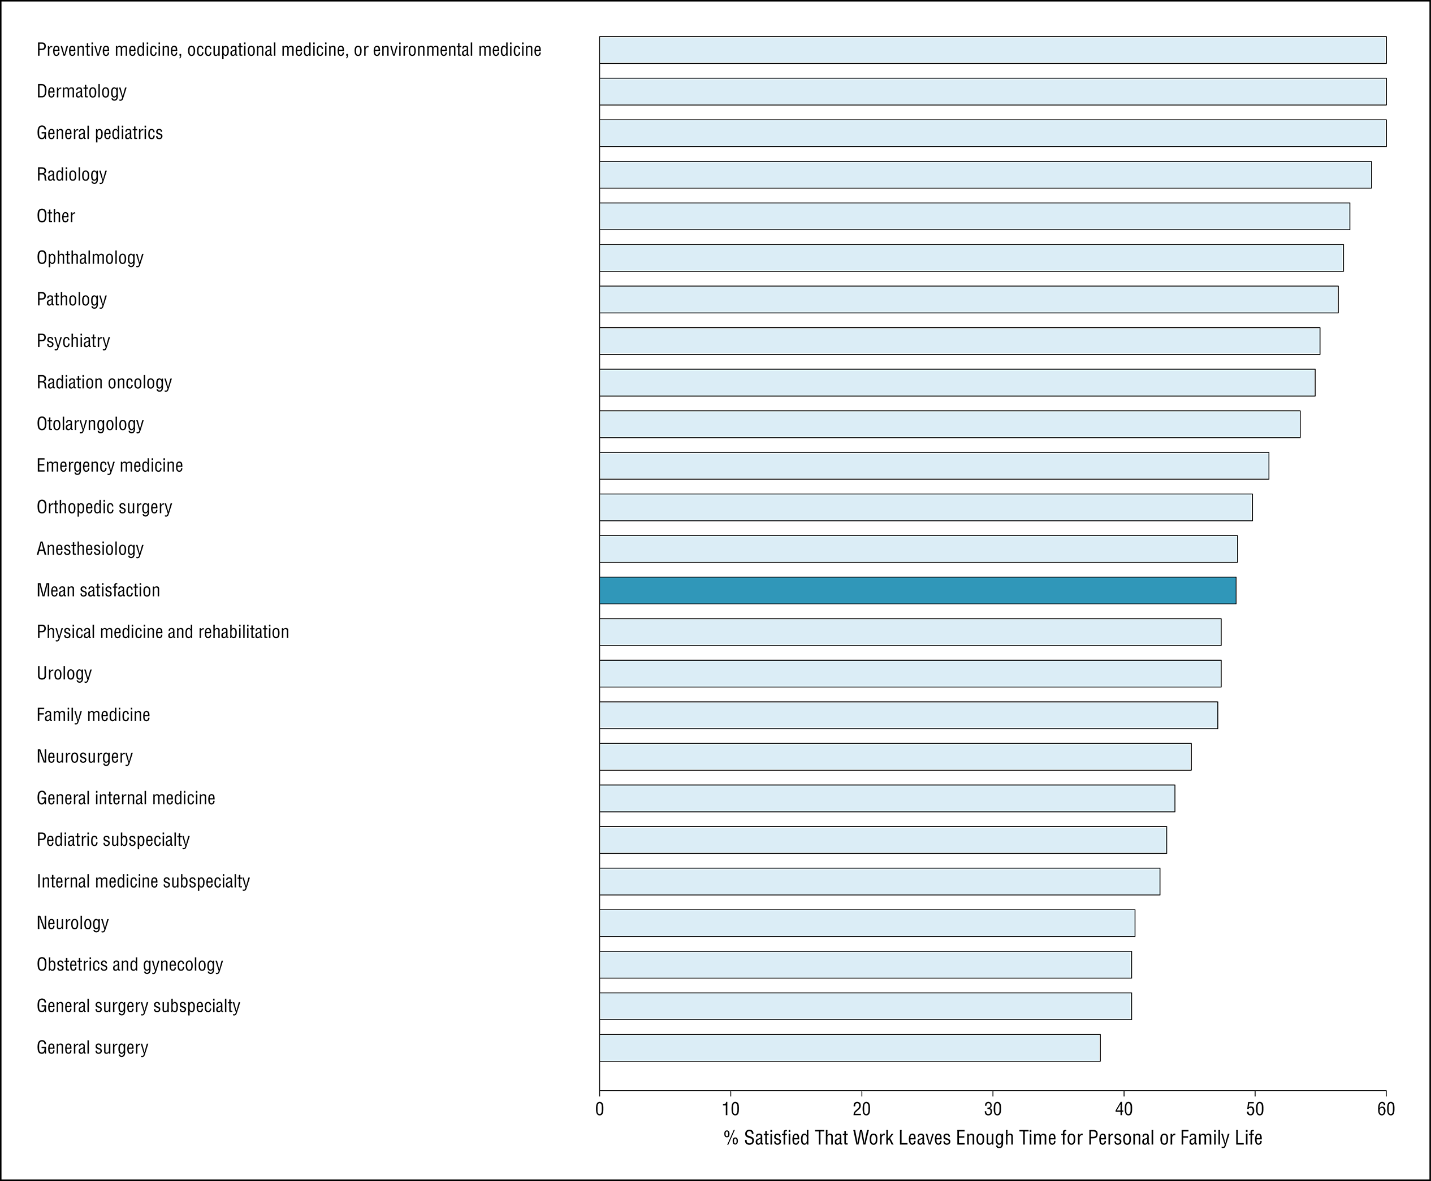 Preventive medicine, occupational medicine, or environmental medicine
Dermatology
General pediatrics
Radiology
Other
Ophthalmology
Pathology
Psychiatry
Radiation oncology
Otolaryngology
Emergency medicine
Orthopedic surgery
Anesthesiology
Mean satisfaction
Physical medicine and rehabilitation
Urology
Family medicine
Neurosurgery
General internal medicine
Pediatric subspecialty
Internal medicine subspecialty
Neurology
Obstetrics and gynecology
General surgery subspecialty
General surgery
0 10 20 30 40 50 60
% Satisfied That Work Leaves Enough Time for Personal or Family Life